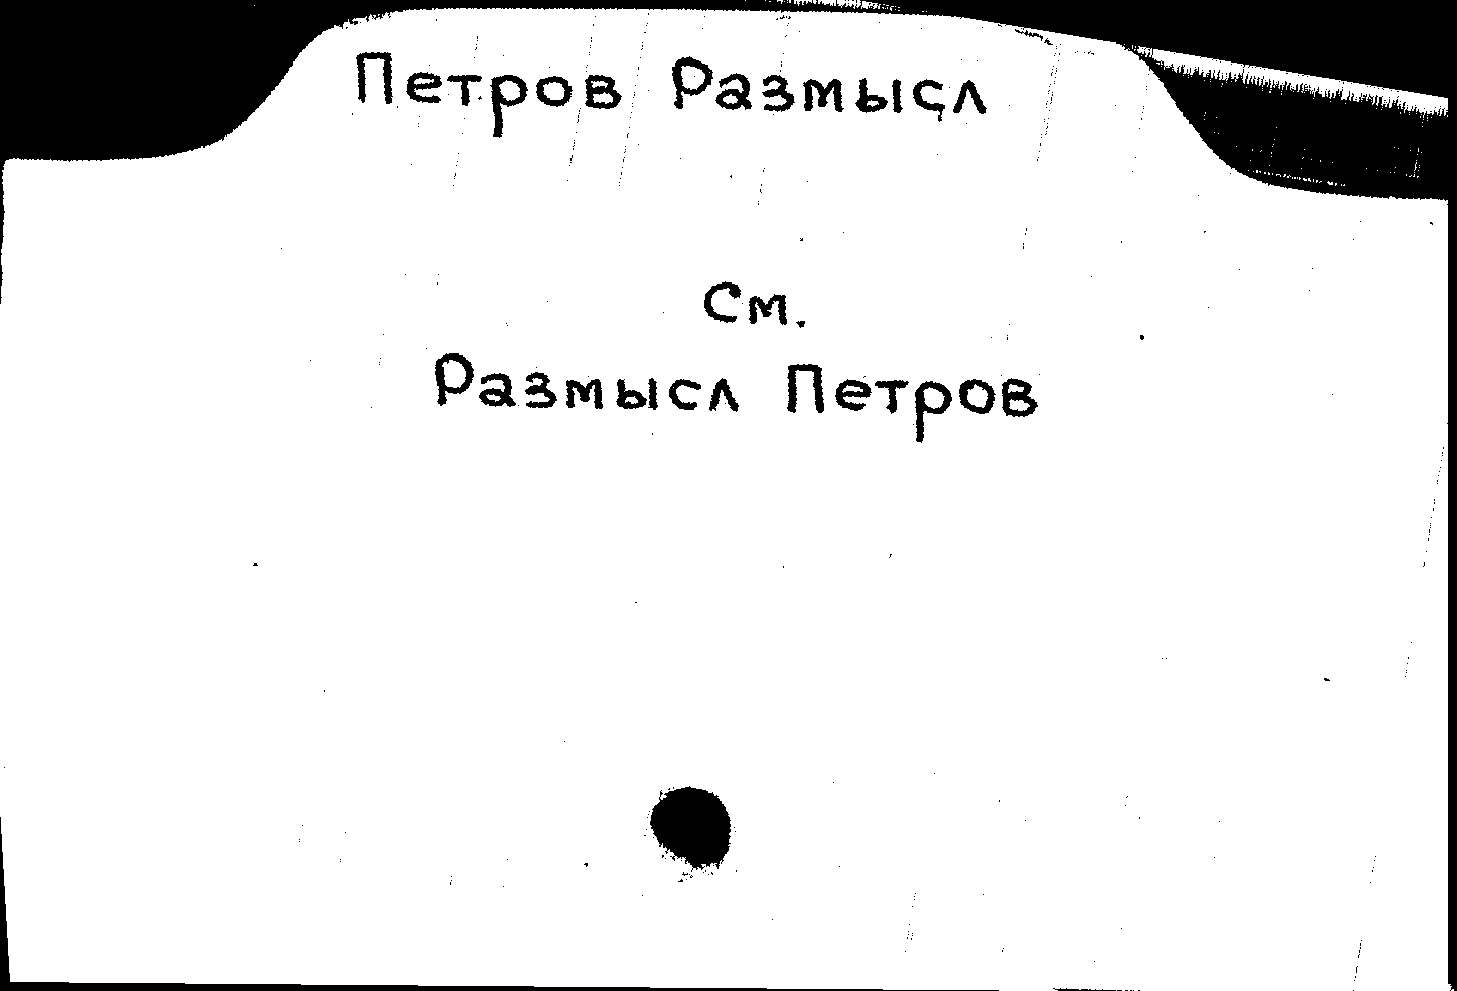 Петров Размысл
См.
Размысл Петров